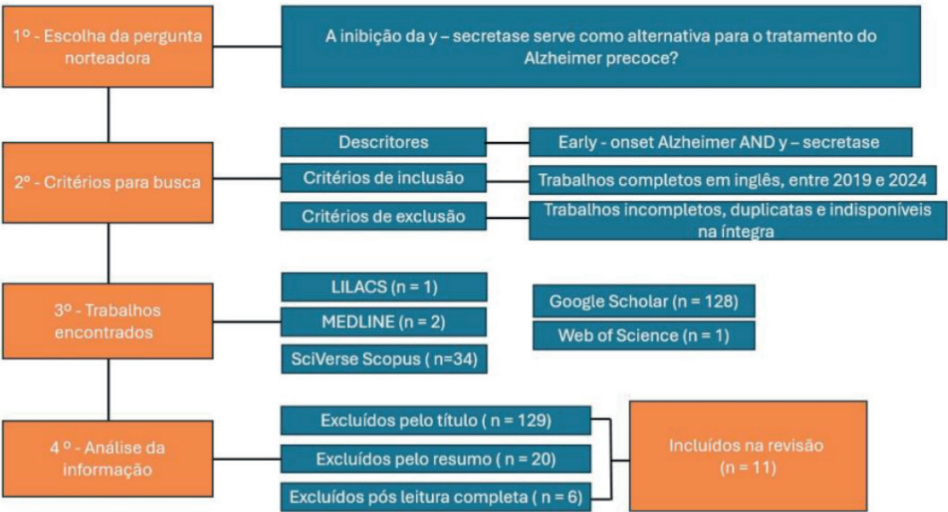 1º - Escolha da pergunta
norteadora
A inibição da y – secretase serve como alternativa para o tratamento do
Alzheimer precoce?
2º - Critérios para busca
Descritores
Early - onset Alzheimer AND y – secretase
Critérios de inclusão
Trabalhos completos em inglês, entre 2019 e 2024
Critérios de exclusão
Trabalhos incompletos, duplicatas e indisponíveis
na íntegra
3º - Trabalhos
encontrados
LILACS (n = 1)
MEDLINE (n = 2)
SciVerse Scopus ( n=34)
Google Scholar (n = 128)
Web of Science (n = 1)
4 º - Análise da
informação
Excluídos pelo título ( n = 129)
Excluídos pelo resumo ( n = 20)
Excluídos pós leitura completa ( n = 6)
Incluídos na revisão
(n = 11)